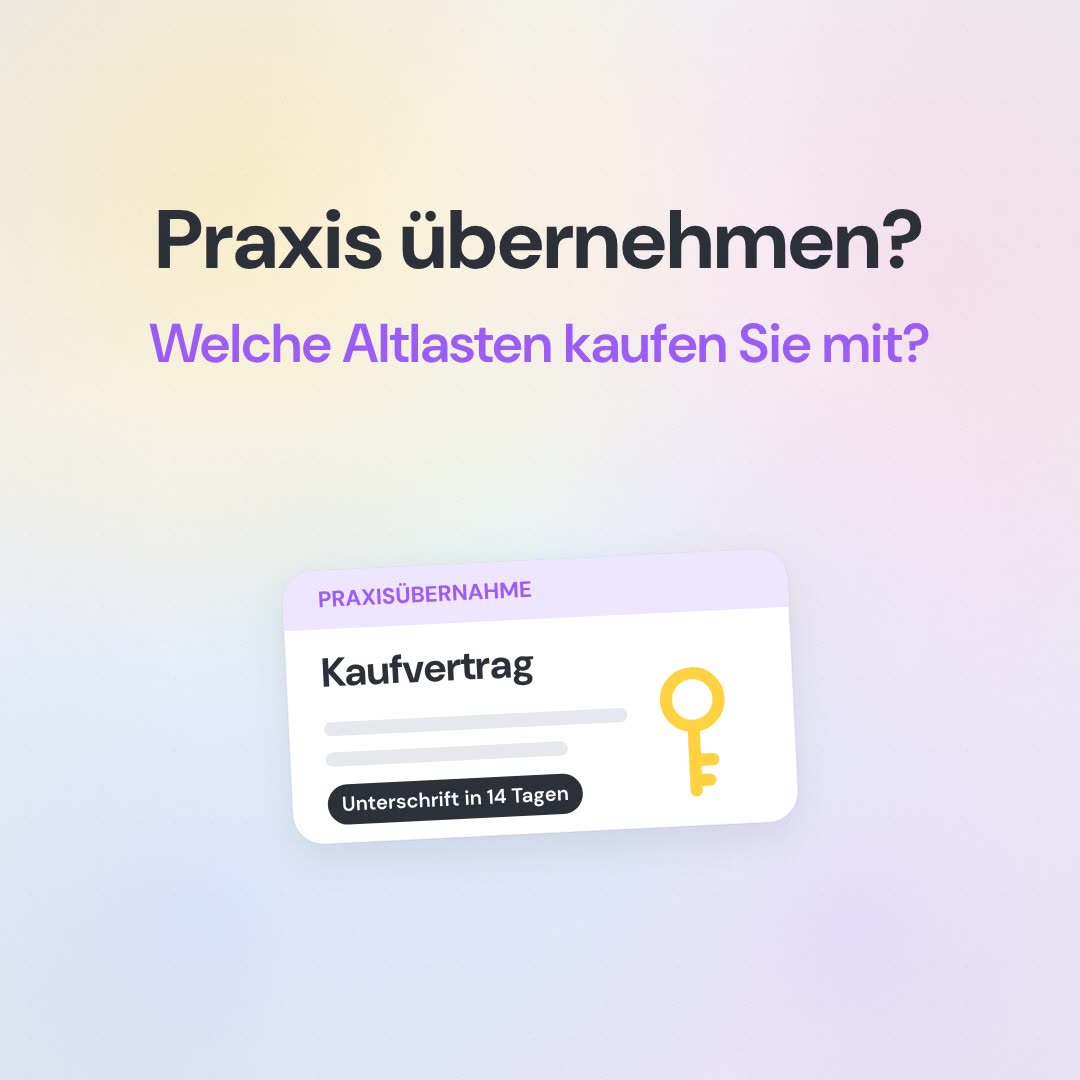 Praxis übernehmen?
Welche Altlasten kaufen Sie mit?
PRAXISÜBERNAHME
Kaufvertrag
Unterschrift in 14 Tagen